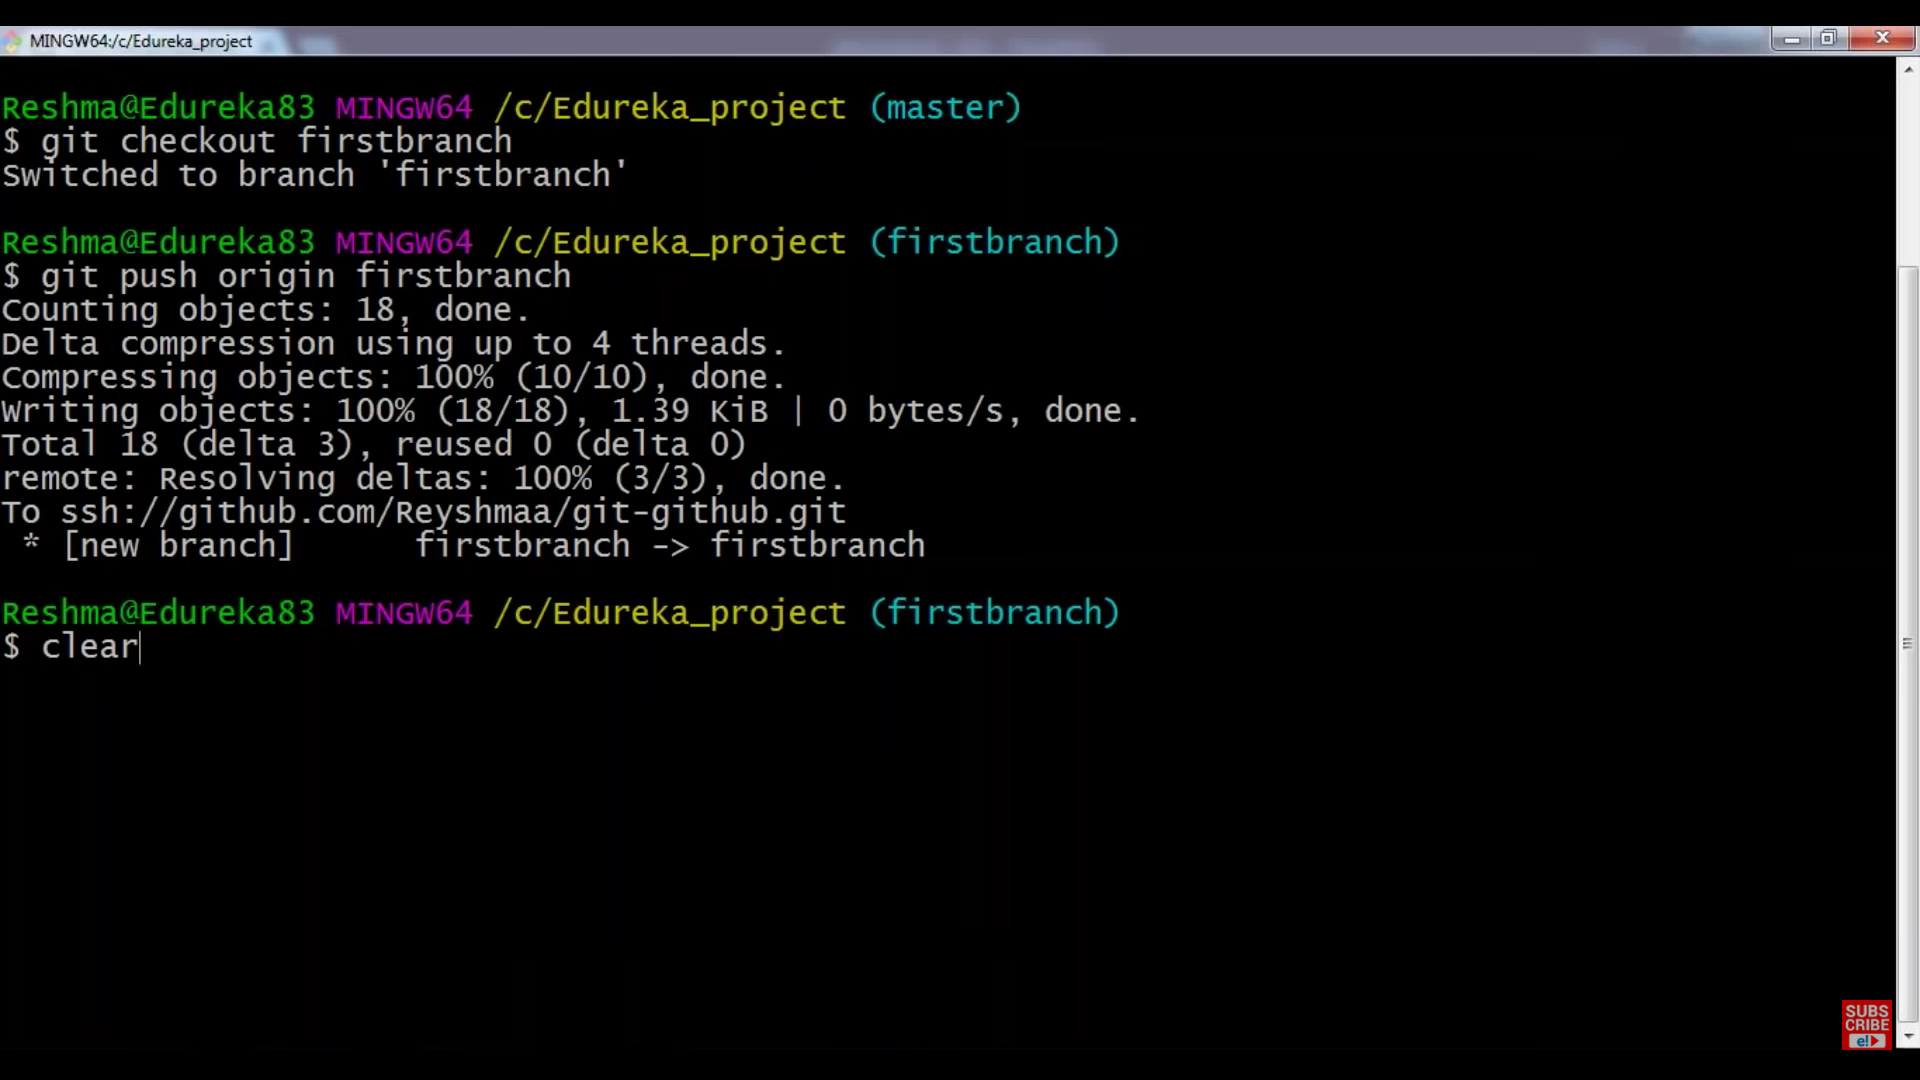 MINGW64:/c/Edureka_project
Reshma@Edureka83 MINGW64 /c/Edureka_project (master)
$ git checkout firstbranch
Switched to branch 'firstbranch'
Reshma@Edureka83 MINGW64 /c/Edureka_project (firstbranch)
$ git push origin firstbranch
Counting objects: 18, done.
Delta compression using up to 4 threads.
Compressing objects: 100% (10/10), done.
Writing objects: 100% (18/18), 1.39 KiB | 0 bytes/s, done.
Total 18 (delta 3), reused 0 (delta 0)
remote: Resolving deltas: 100% (3/3), done.
To ssh://github.com/Reyshmaa/git-github.git
 * [new branch]      firstbranch -> firstbranch
Reshma@Edureka83 MINGW64 /c/Edureka_project (firstbranch)
$ clear
SUBS
CRIBE
e!